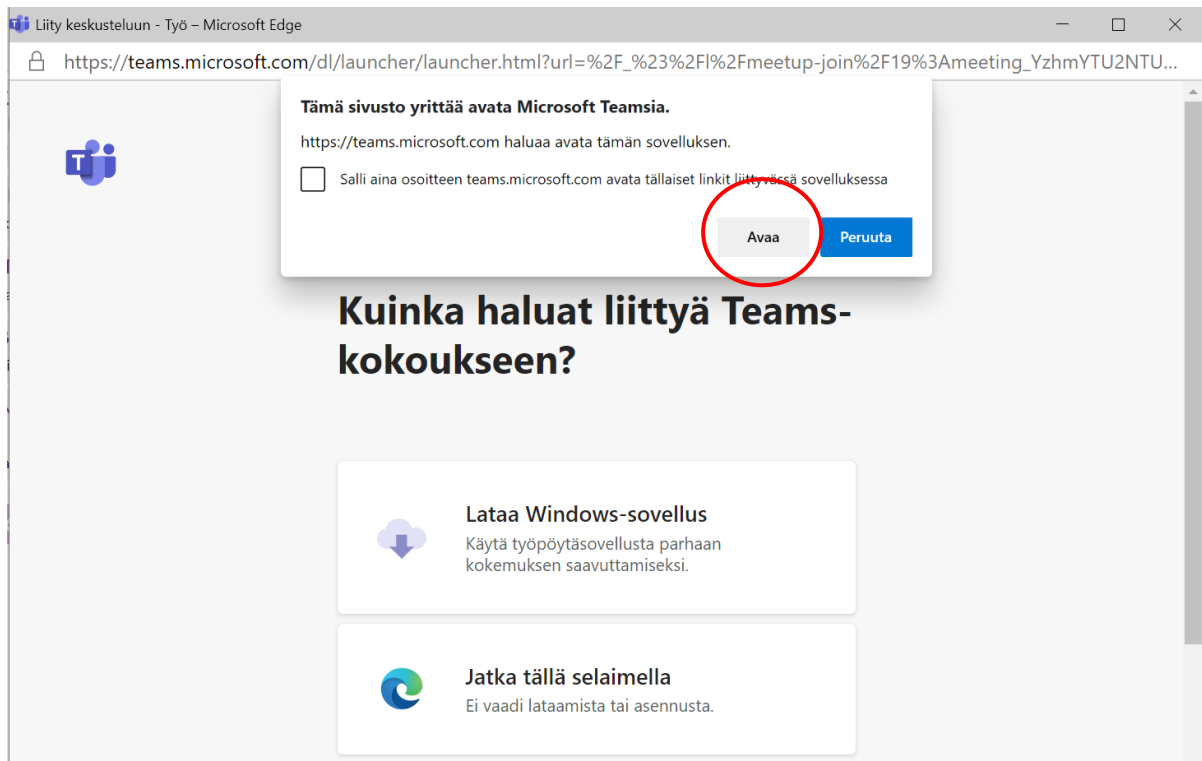 Liity keskusteluun - Työ – Microsoft Edge
https://teams.microsoft.com/dl/launcher/launcher.html?url=%2F_%23%2Fl%2Fmeetup-join%2F19%3Ameeting_YzhmYTU2NTU...
Tämä sivusto yrittää avata Microsoft Teamsia.
https://teams.microsoft.com haluaa avata tämän sovelluksen.
Salli aina osoitteen teams.microsoft.com avata tällaiset linkit liittyvässä sovelluksessa
Avaa Peruuta
T
Kuinka haluat liittyä Teams-
kokoukseen?
Lataa Windows-sovellus
Käytä työpöytäsovellusta parhaan
kokemuksen saavuttamiseksi.
Jatka tällä selaimella
Ei vaadi lataamista tai asennusta.